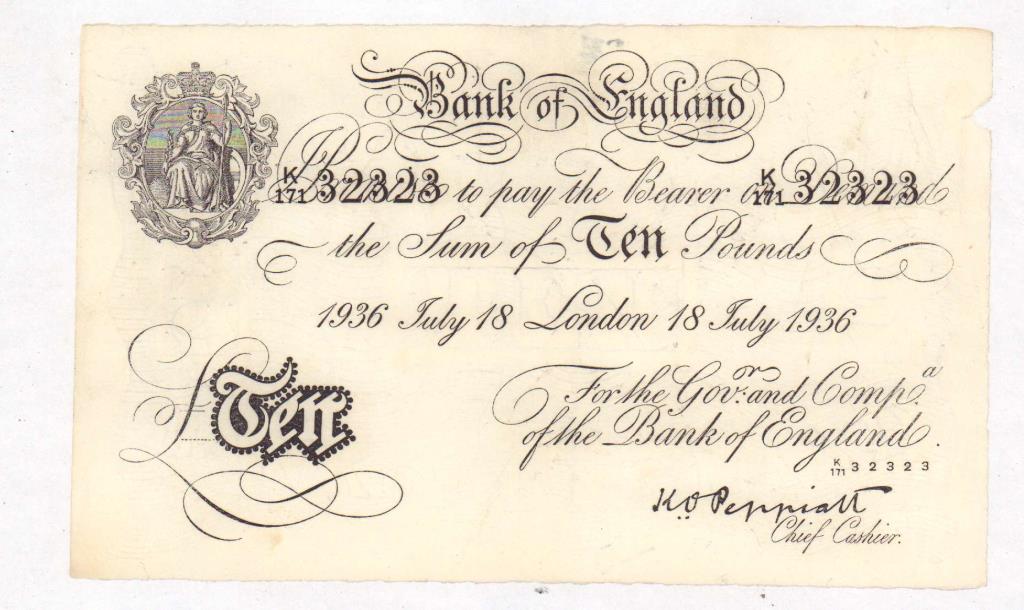 Bank of England
K/171 32323 K/171 32323
I Promise to pay the Bearer on Demand
the Sum of Ten Pounds
1936 July 18 London 18 July 1936
For the Govr. and Compa.
of the Bank of England.
K/171 32323
£Ten
K.O. Peppiatt
Chief Cashier.